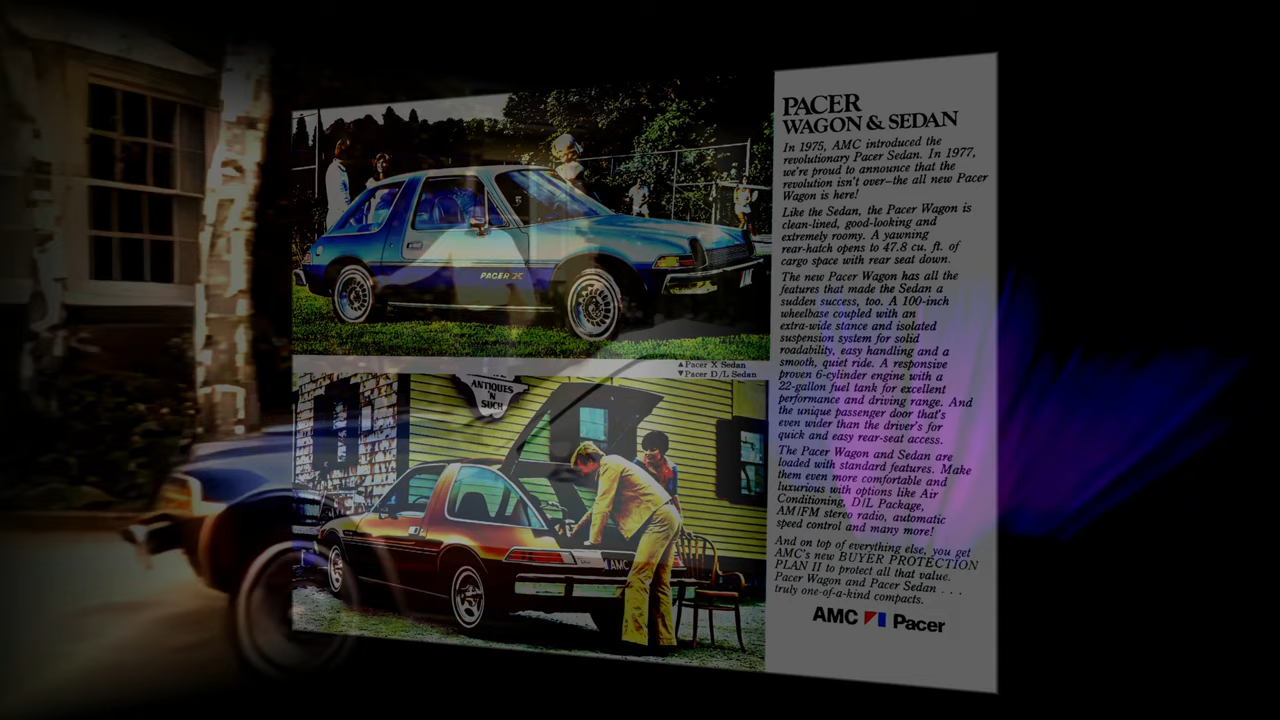 PACER
WAGON & SEDAN
In 1975, AMC introduced the
revolutionary Pacer Sedan. In 1977,
we're proud to announce that the
revolution isn't over—the all new Pacer
Wagon is here!
Like the Sedan, the Pacer Wagon is
clean-lined, good-looking and
extremely roomy. A yawning
rear-hatch opens to 47.8 cu. ft. of
cargo space with rear seat down.
The new Pacer Wagon has all the
features that made the Sedan a
sudden success, too. A 100-inch
wheelbase coupled with an
extra-wide stance and isolated
suspension system for solid
roadability, easy handling and a
smooth, quiet ride. A responsive
proven 6-cylinder engine with a
22-gallon fuel tank for excellent
performance and driving range. And
the unique passenger door that's
even wider than the driver's for
quick and easy rear-seat access.
The Pacer Wagon and Sedan are
loaded with standard features. Make
them even more comfortable and
luxurious with options like Air
Conditioning, D/L Package,
AM/FM stereo radio, automatic
speed control and many more!
And on top of everything else, you get
AMC's new BUYER PROTECTION
PLAN II to protect all that value.
Pacer Wagon and Pacer Sedan . . .
truly one-of-a-kind compacts.
AMC Pacer
PACER X
▲Pacer X Sedan
▼Pacer D/L Sedan
ANTIQUES
'N
SUCH
AMC